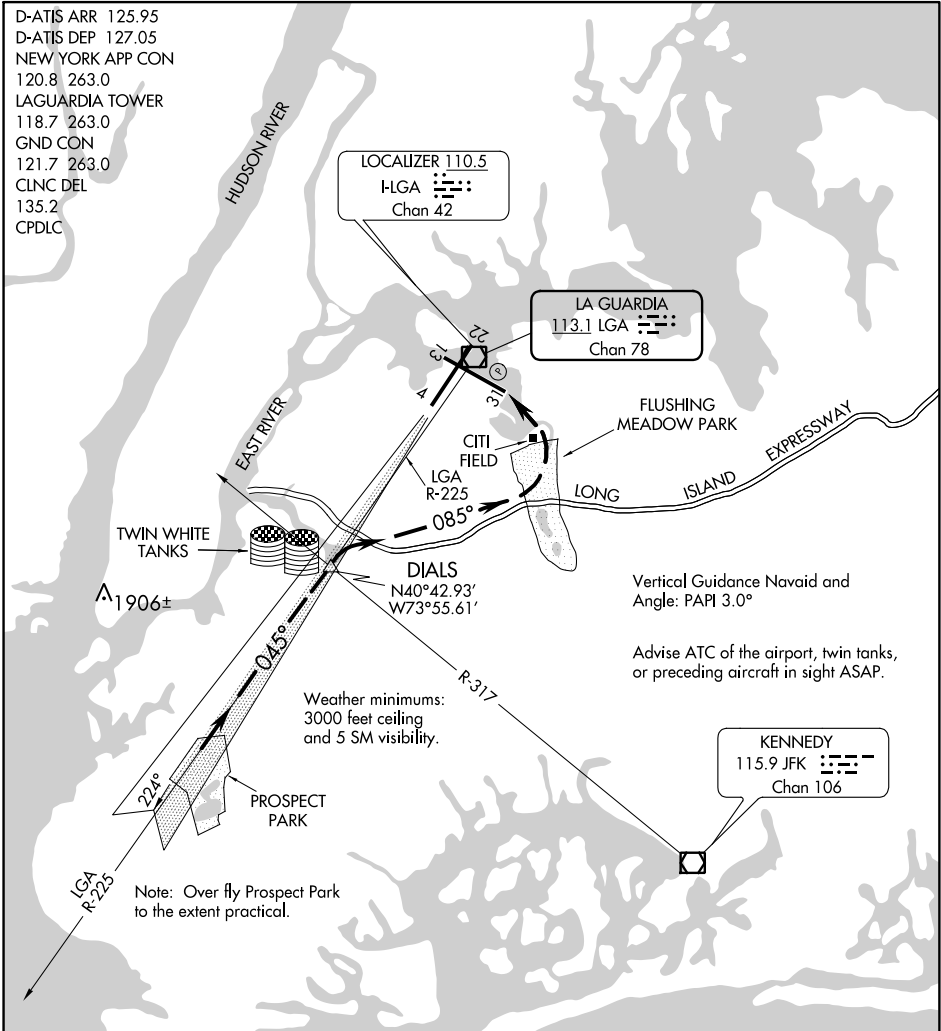 D-ATIS ARR 125.95
D-ATIS DEP 127.05
NEW YORK APP CON
120.8 263.0
LAGUARDIA TOWER
118.7 263.0
GND CON
121.7 263.0
CLNC DEL
135.2
CPDLC
HUDSON RIVER
LOCALIZER 110.5
I-LGA
Chan 42
LA GUARDIA
113.1 LGA
Chan 78
22
13
P
31
4
FLUSHING
MEADOW PARK
CITI
FIELD
EAST RIVER
LGA
R-225
LONG ISLAND EXPRESSWAY
085°
TWIN WHITE
TANKS
DIALS
N40°42.93'
W73°55.61'
1906±
Vertical Guidance Navaid and
Angle: PAPI 3.0°
Advise ATC of the airport, twin tanks,
or preceding aircraft in sight ASAP.
045°
R-317
Weather minimums:
3000 feet ceiling
and 5 SM visibility.
KENNEDY
115.9 JFK
Chan 106
224°
PROSPECT
PARK
LGA
R-225
Note: Over fly Prospect Park
to the extent practical.